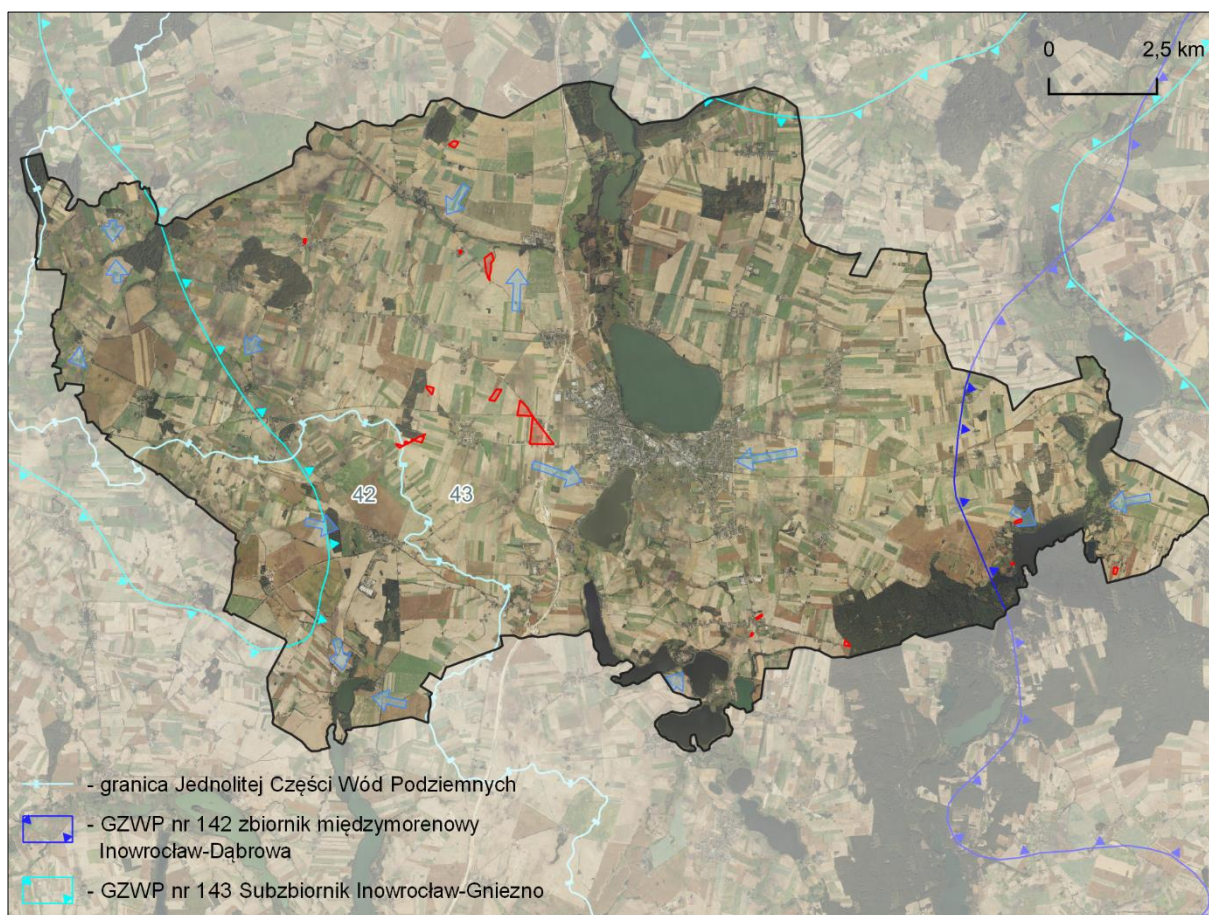 0 2,5 km
42 43
- granica Jednolitej Części Wód Podziemnych
- GZWP nr 142 zbiornik międzymorenowy
Inowrocław-Dąbrowa
- GZWP nr 143 Subzbiornik Inowrocław-Gniezno